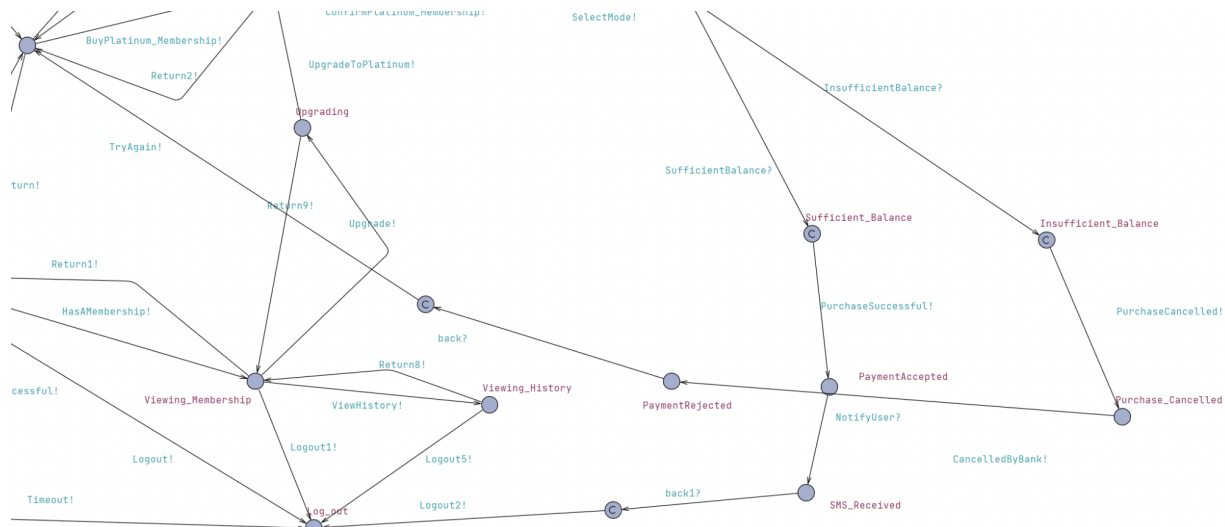 ConfirmPlatinum_Membership!
SelectMode!
BuyPlatinum_Membership!
Return2!
UpgradeToPlatinum!
InsufficientBalance?
Upgrading
TryAgain!
SufficientBalance?
turn!
Return9!
Upgrade!
Sufficient_Balance
Insufficient_Balance
C
C
Return1!
HasAMembership!
C
PurchaseSuccessful!
PurchaseCancelled!
back?
Return8!
Viewing_History
PaymentAccepted
cessful!
Viewing_Membership
ViewHistory!
PaymentRejected
Purchase_Cancelled
NotifyUser?
Logout1!
Logout!
Logout5!
CancelledByBank!
Timeout!
Log_out
Logout2!
back1?
SMS_Received
C